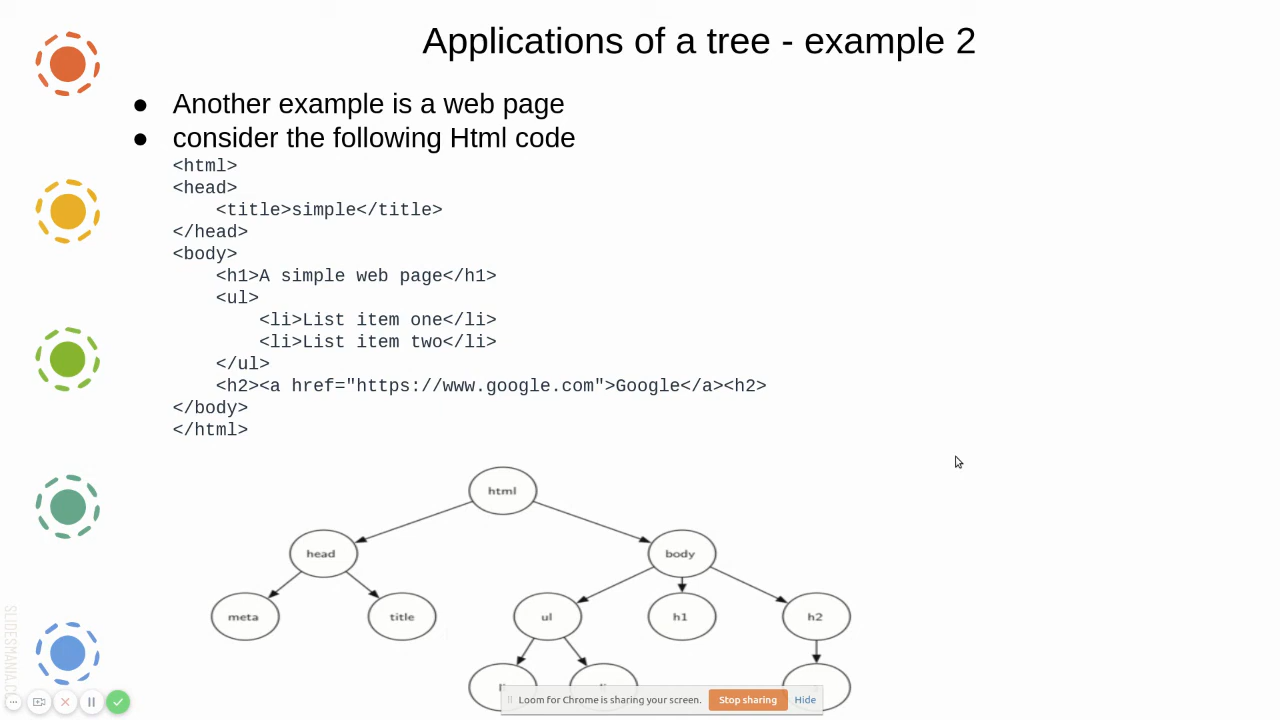 Applications of a tree - example 2
● Another example is a web page
● consider the following Html code
<html>
<head>
<title>simple</title>
</head>
<body>
<h1>A simple web page</h1>
<ul>
<li>List item one</li>
<li>List item two</li>
</ul>
<h2><a href="https://www.google.com">Google</a><h2>
</body>
</html>
html
head
body
meta
title
ul
h1
h2
Loom for Chrome is sharing your screen.
Stop sharing
Hide